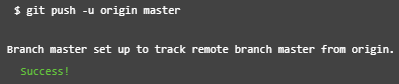 $ git push -u origin master
Branch master set up to track remote branch master from origin.
Success!